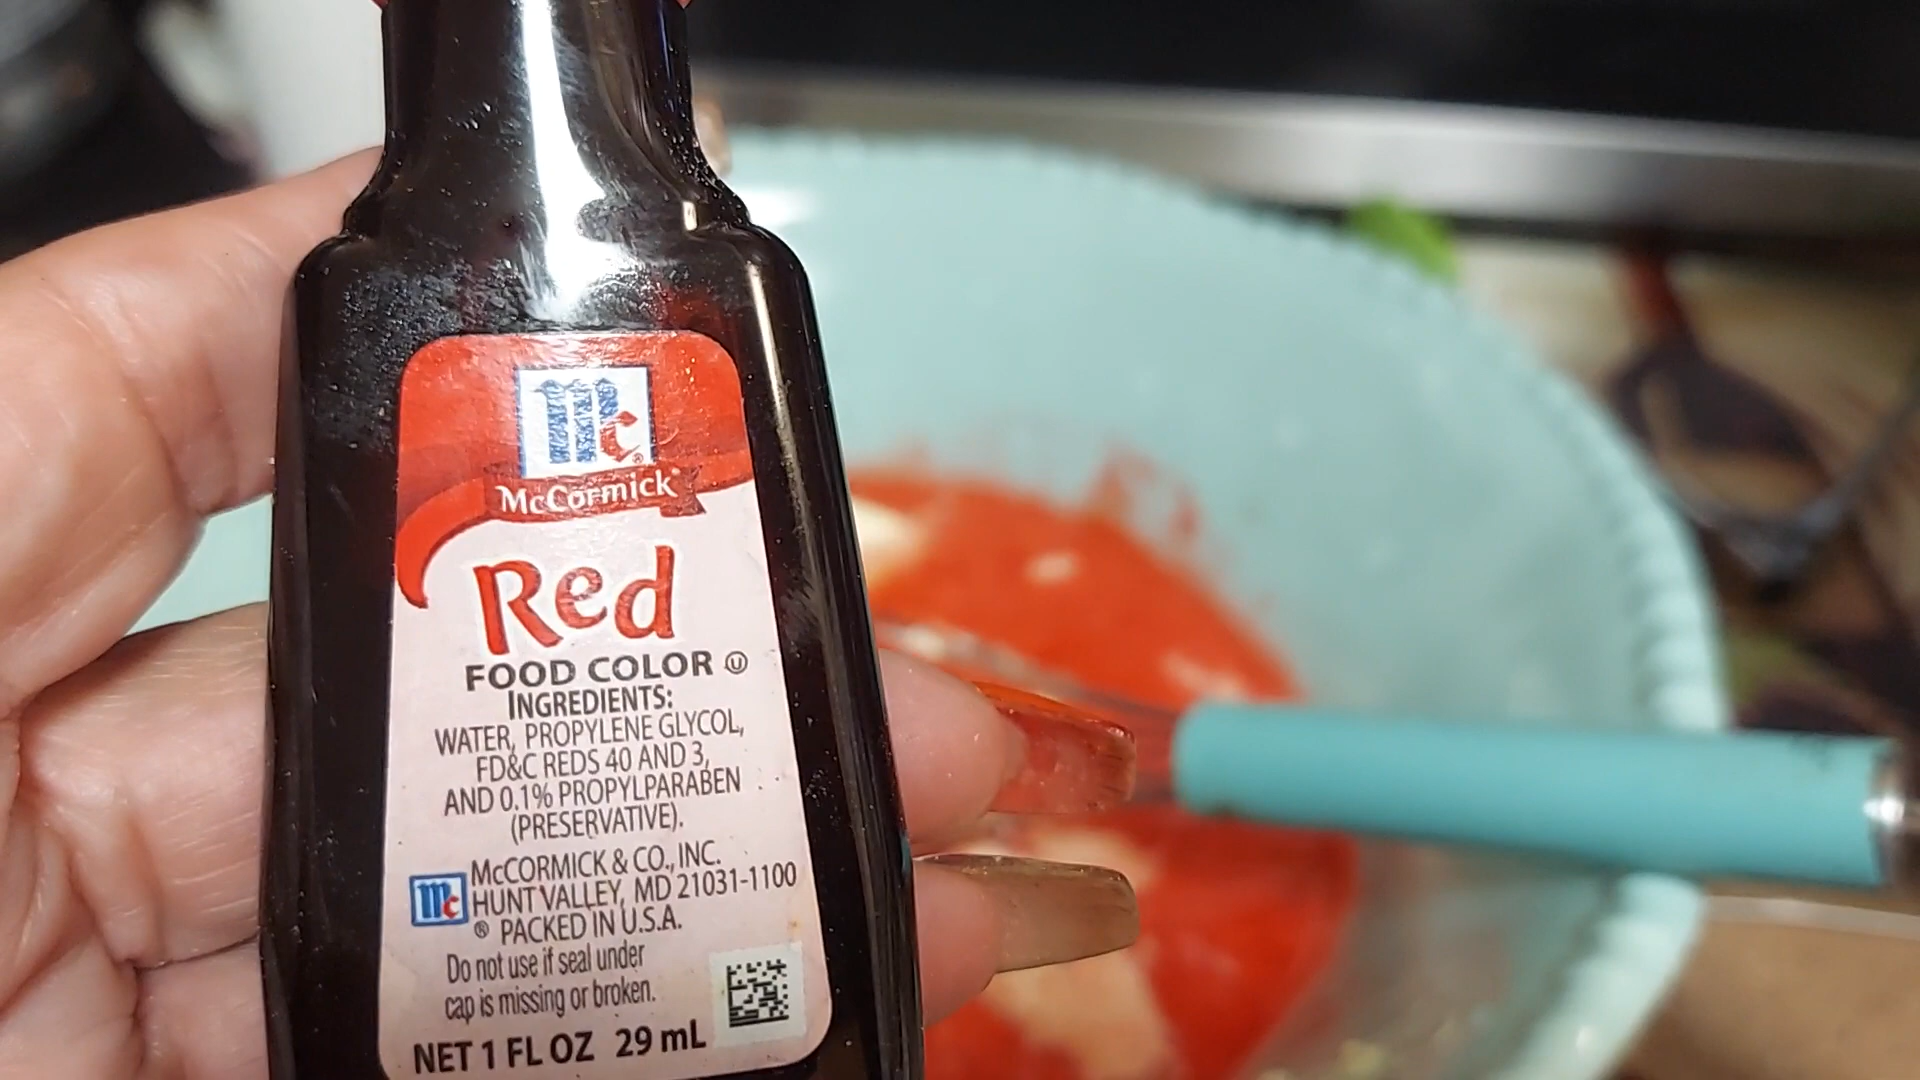 Mc ®
McCormick
Red
FOOD COLOR Ⓤ
INGREDIENTS:
WATER, PROPYLENE GLYCOL,
FD&C REDS 40 AND 3,
AND 0.1% PROPYLPARABEN
(PRESERVATIVE).
Mc McCORMICK & CO., INC.
HUNT VALLEY, MD 21031-1100
® PACKED IN U.S.A.
Do not use if seal under
cap is missing or broken.
NET 1 FL OZ 29 mL